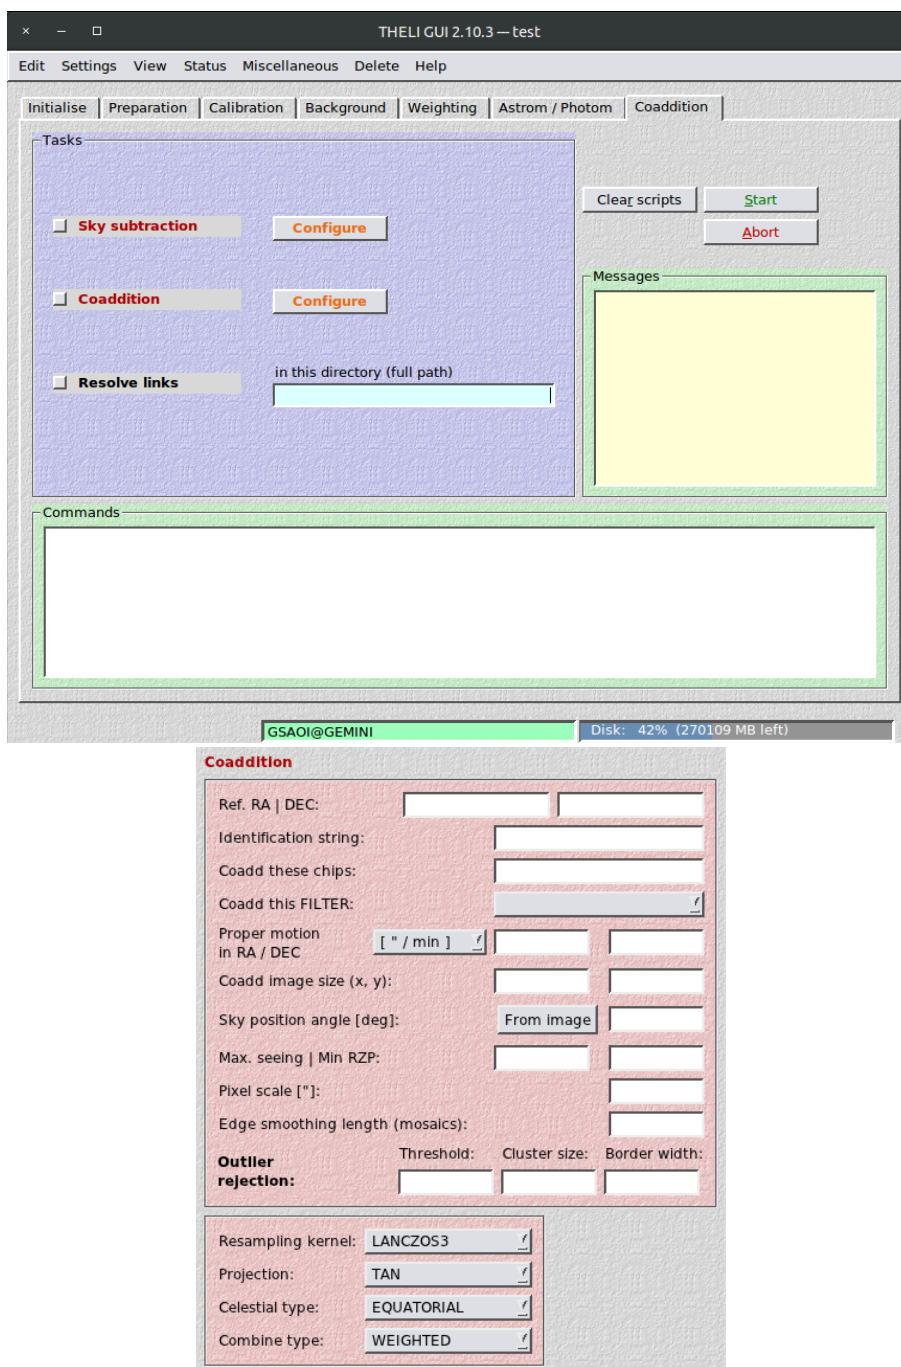 THELI GUI 2.10.3 — test
Edit Settings View Status Miscellaneous Delete Help
Initialise Preparation Calibration Background Weighting Astrom / Photom Coaddition
Tasks
Clear scripts Start
Sky subtraction Configure
Abort
Messages
Coaddition Configure
in this directory (full path)
Resolve links
Commands
GSAOI@GEMINI Disk: 42% (270109 MB left)
Coaddition
Ref. RA | DEC:
Identification string:
Coadd these chips:
Coadd this FILTER:
Proper motion
in RA / DEC
[ " / min ]
Coadd image size (x, y):
Sky position angle [deg]: From image
Max. seeing | Min RZP:
Pixel scale ["]:
Edge smoothing length (mosaics):
Threshold: Cluster size: Border width:
Outlier
rejection:
Resampling kernel: LANCZOS3
Projection: TAN
Celestial type: EQUATORIAL
Combine type: WEIGHTED